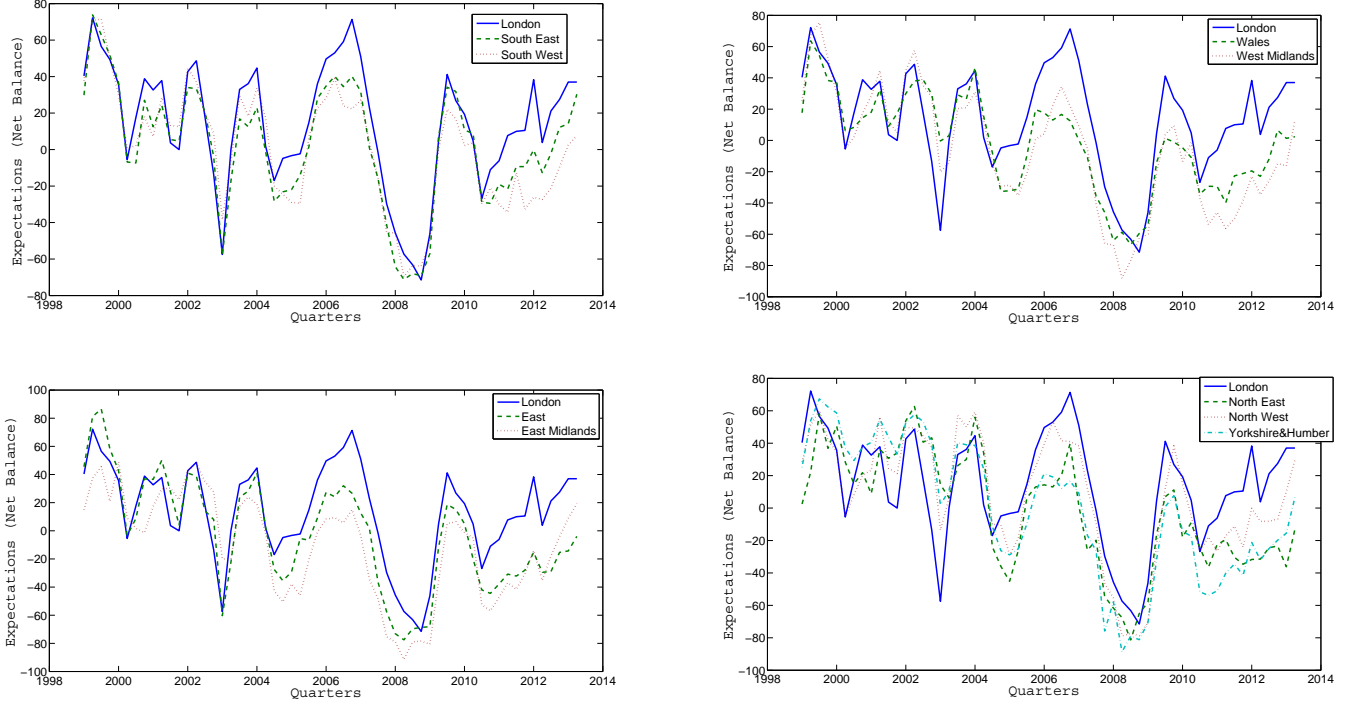 80
60
40
20
0
−20
−40
−60
−80
1998 2000 2002 2004 2006 2008 2010 2012 2014
Quarters
Expectations (Net Balance)
London
South East
South West
80
60
40
20
0
−20
−40
−60
−80
−100
1998 2000 2002 2004 2006 2008 2010 2012 2014
Quarters
Expectations (Net Balance)
London
Wales
West Midlands
100
80
60
40
20
0
−20
−40
−60
−80
−100
1998 2000 2002 2004 2006 2008 2010 2012 2014
Quarters
Expectations (Net Balance)
London
East
East Midlands
80
60
40
20
0
−20
−40
−60
−80
−100
1998 2000 2002 2004 2006 2008 2010 2012 2014
Quarters
Expectations (Net Balance)
London
North East
North West
Yorkshire&Humber